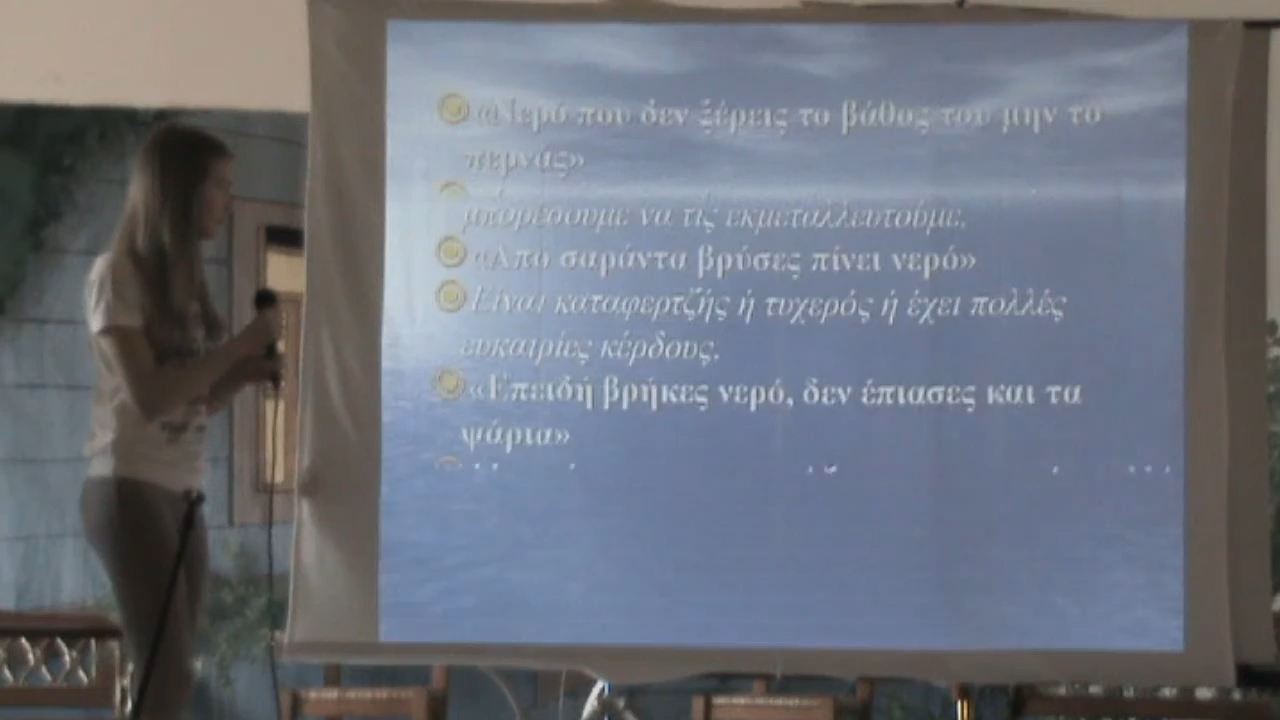 «Νερό που δεν ξέρεις το βάθος του μην το
περνάς»
μπορέσουμε να τις εκμεταλλευτούμε.
«Από σαράντα βρύσες πίνει νερό»
Είναι καταφερτζής ή τυχερός ή έχει πολλές
ευκαιρίες κέρδους.
«Επειδή βρήκες νερό, δεν έπιασες και τα
ψάρια»